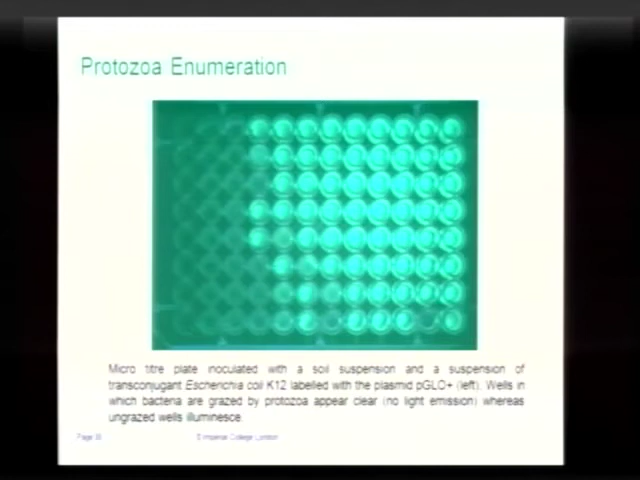 Protozoa Enumeration
Micro titre plate inoculated with a soil suspension and a suspension of
transconjugant Escherichia coli K12 labelled with the plasmid pGLO+ (left). Wells in
which bacteria are grazed by protozoa appear clear (no light emission) whereas
ungrazed wells illuminesce
Page
Imperial College London